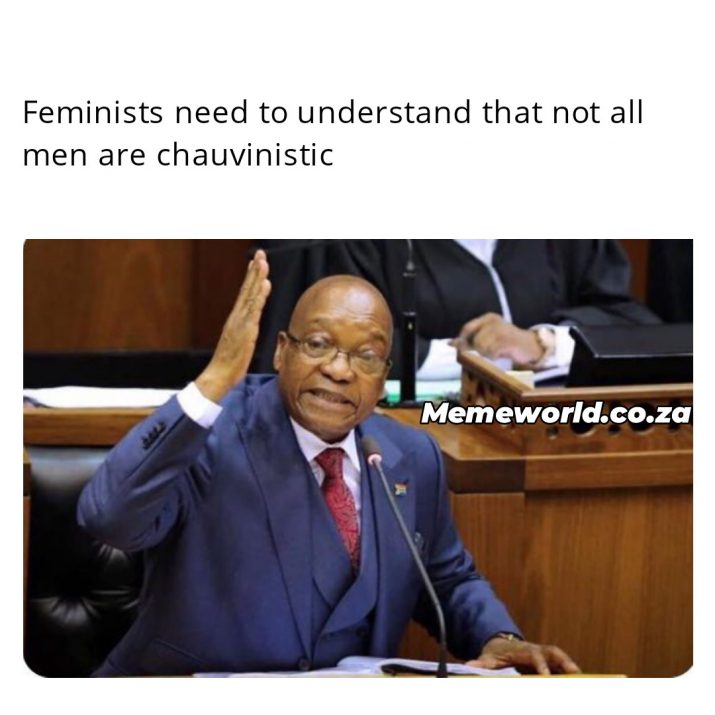 Feminists need to understand that not all
men are chauvinistic
Memeworld.co.za